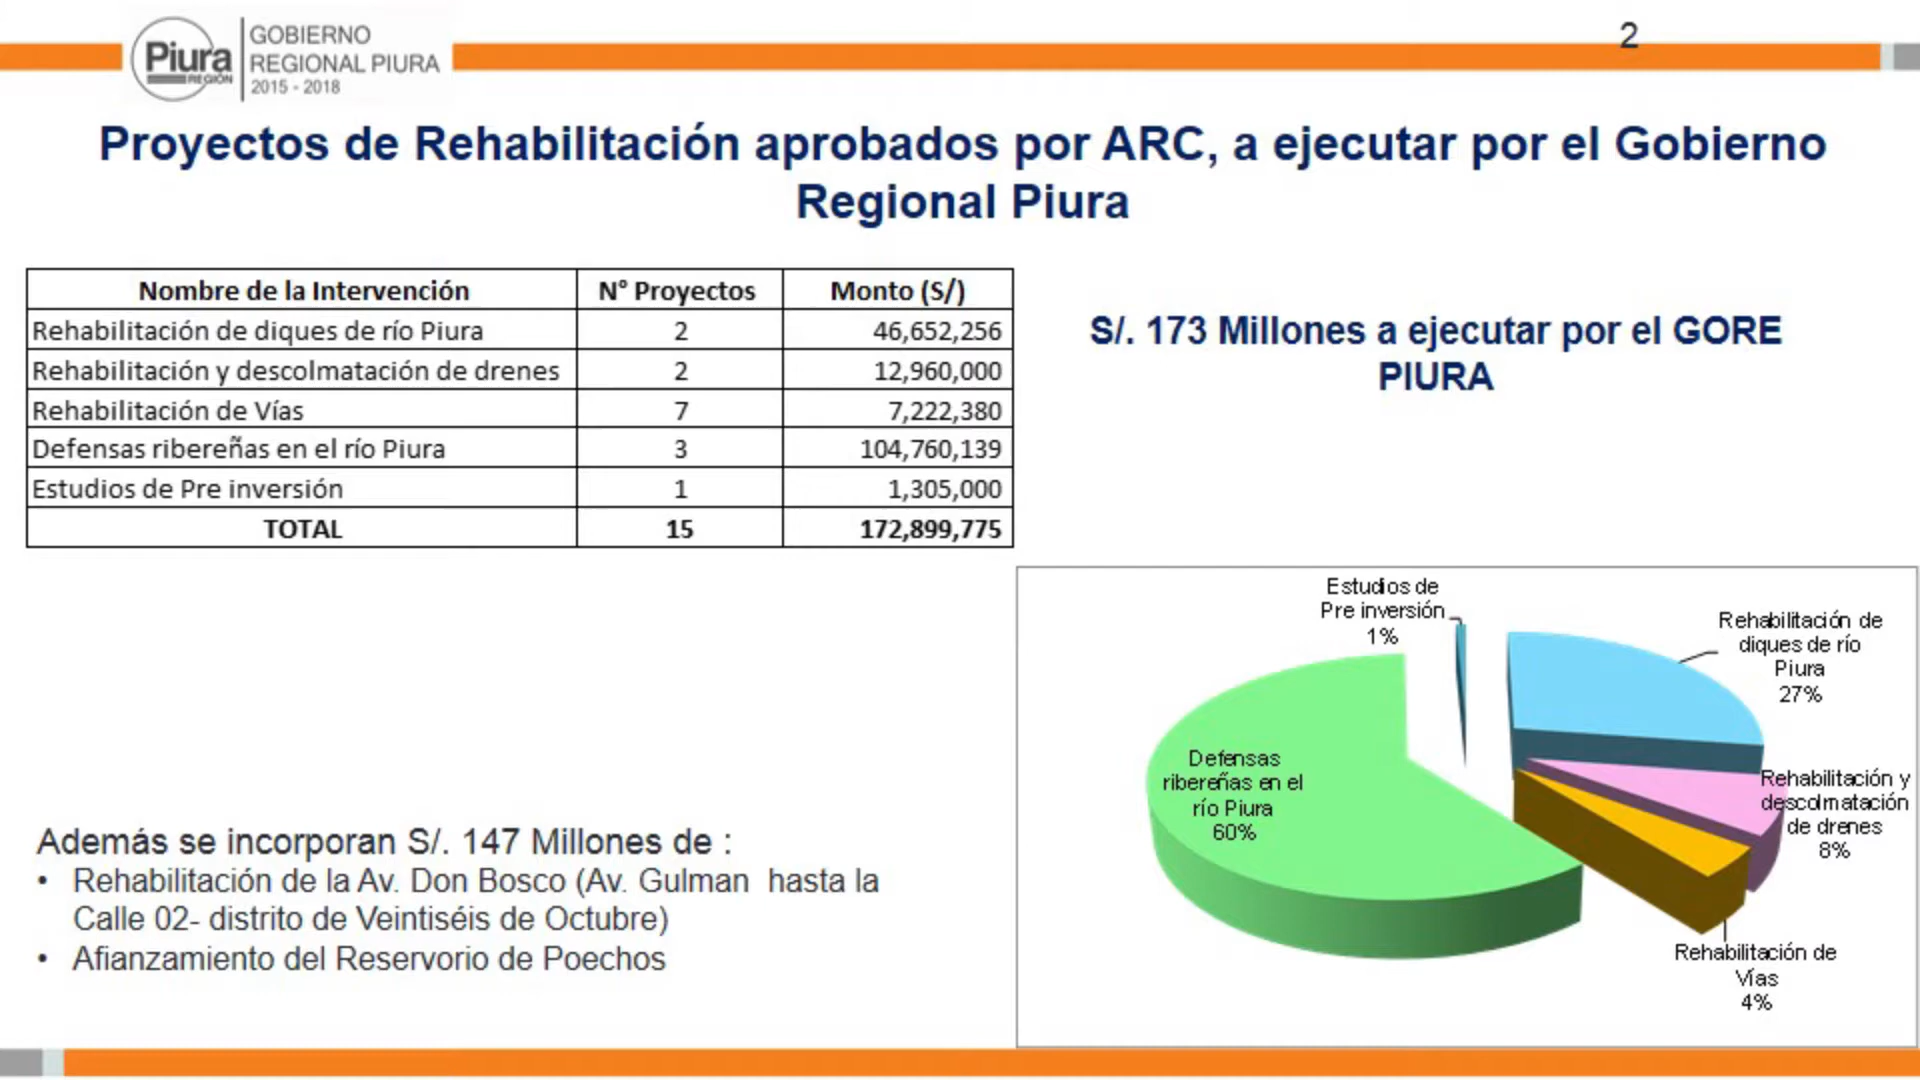 2
Piura
REGIÓN
GOBIERNO
REGIONAL PIURA
2015 - 2018
Proyectos de Rehabilitación aprobados por ARC, a ejecutar por el Gobierno
Regional Piura
Nombre de la Intervención N° Proyectos Monto (S/)
Rehabilitación de diques de río Piura 2 46,652,256
Rehabilitación y descolmatación de drenes 2 12,960,000
Rehabilitación de Vías 7 7,222,380
Defensas ribereñas en el río Piura 3 104,760,139
Estudios de Pre inversión 1 1,305,000
TOTAL 15 172,899,775
S/. 173 Millones a ejecutar por el GORE
PIURA
Estudios de
Pre inversión
1%
Rehabilitación de
diques de río
Piura
27%
Defensas
ribereñas en el
río Piura
60%
Rehabilitación y
descolmatación
de drenes
8%
Rehabilitación de
Vías
4%
Además se incorporan S/. 147 Millones de :
• Rehabilitación de la Av. Don Bosco (Av. Gulman hasta la
Calle 02- distrito de Veintiséis de Octubre)
• Afianzamiento del Reservorio de Poechos